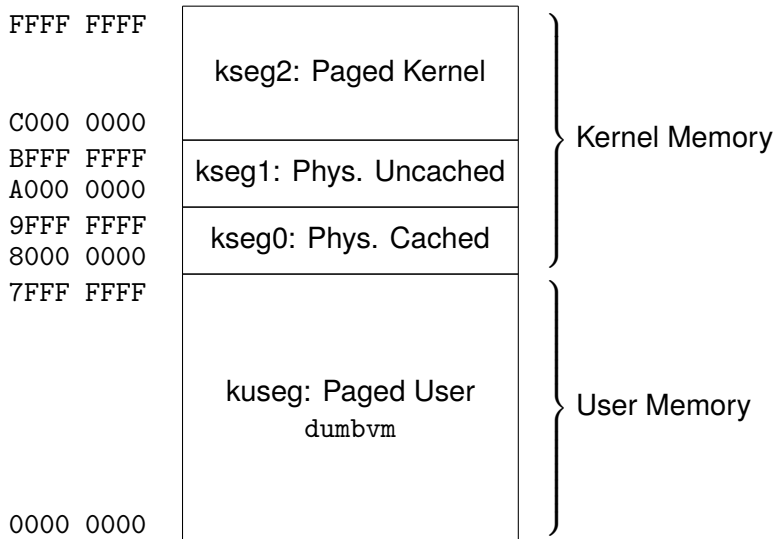 FFFF FFFF
kseg2: Paged Kernel
C000 0000
Kernel Memory
BFFF FFFF
kseg1: Phys. Uncached
A000 0000
9FFF FFFF
kseg0: Phys. Cached
8000 0000
7FFF FFFF
kuseg: Paged User
dumbvm
User Memory
0000 0000